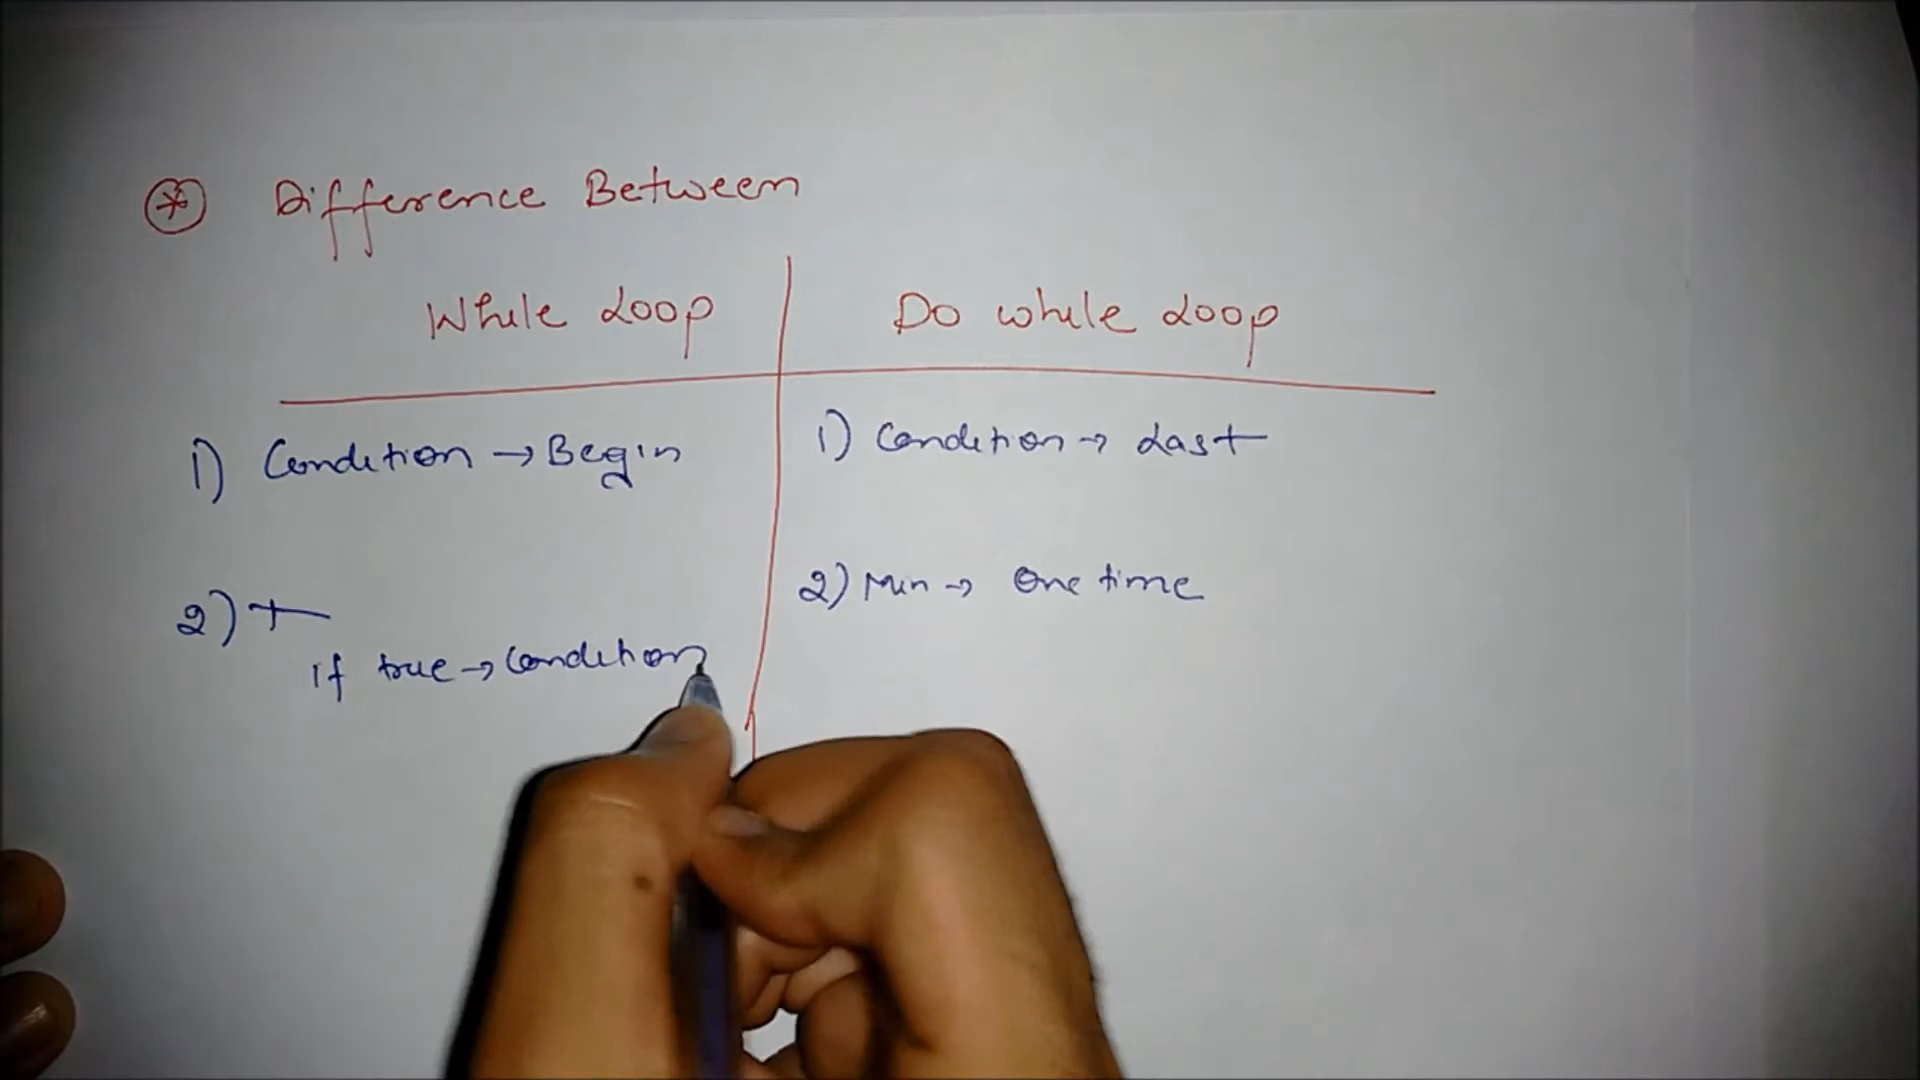 Difference Between
While Loop
Do while Loop
1) Condition → Begin
1) Condition → Last
2)
2) Min → One time
if true → Condition